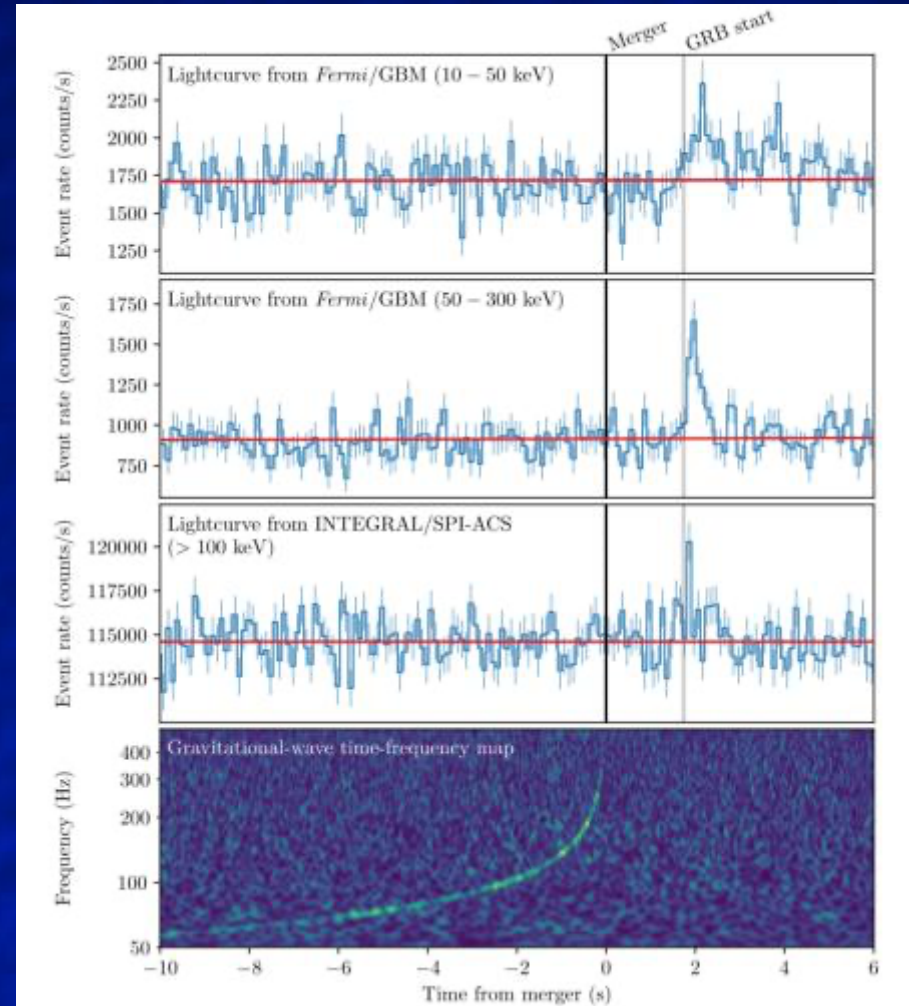 Merger
GRB start
Lightcurve from Fermi/GBM (10 – 50 keV)
Event rate (counts/s)
2500
2250
2000
1750
1500
1250
Lightcurve from Fermi/GBM (50 – 300 keV)
Event rate (counts/s)
1750
1500
1250
1000
750
Lightcurve from INTEGRAL/SPI-ACS
(> 100 keV)
Event rate (counts/s)
120000
117500
115000
112500
Gravitational-wave time-frequency map
Frequency (Hz)
400
300
200
100
50
−10 −8 −6 −4 −2 0 2 4 6
Time from merger (s)